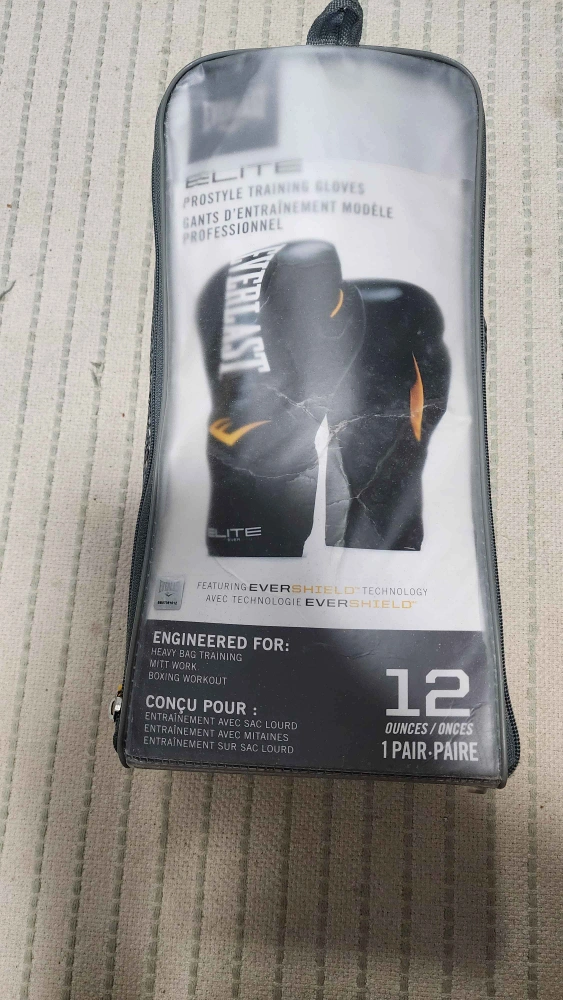 ELITE
PROSTYLE TRAINING GLOVES
GANTS D'ENTRAÎNEMENT MODÈLE
PROFESSIONNEL
EVERLAST
ELITE
FEATURING EVERSHIELD™ TECHNOLOGY
AVEC TECHNOLOGIE EVERSHIELD™
ENGINEERED FOR:
HEAVY BAG TRAINING
MITT WORK
BOXING WORKOUT
CONÇU POUR :
ENTRAÎNEMENT AVEC SAC LOURD
ENTRAÎNEMENT AVEC MITAINES
ENTRAÎNEMENT SUR SAC LOURD
12
OUNCES / ONCES
1 PAIR·PAIRE